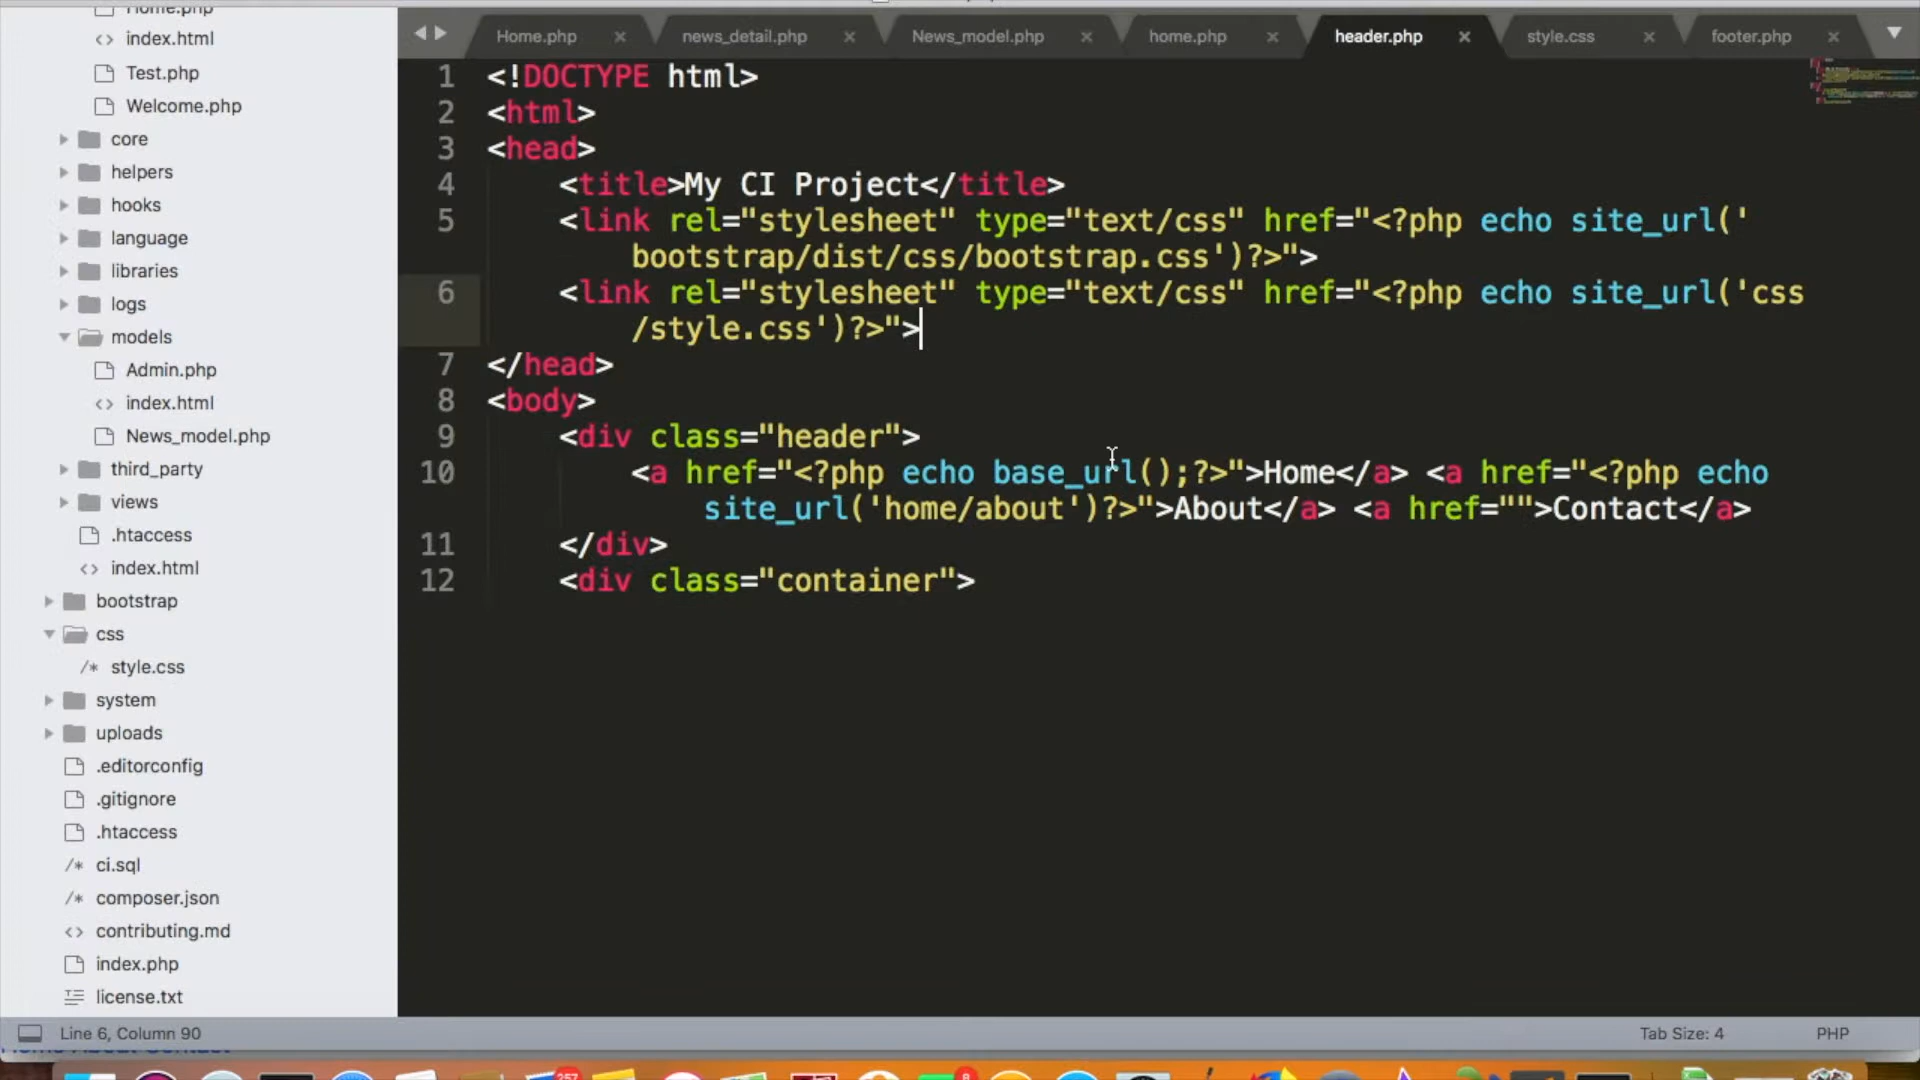 Home.php
index.html
Test.php
Welcome.php
core
helpers
hooks
language
libraries
logs
models
Admin.php
index.html
News_model.php
third_party
views
.htaccess
index.html
bootstrap
css
/* style.css
system
uploads
.editorconfig
.gitignore
.htaccess
/* ci.sql
/* composer.json
contributing.md
index.php
license.txt
Home.php × news_detail.php × News_model.php × home.php × header.php × style.css × footer.php ×
1 <!DOCTYPE html>
2 <html>
3 <head>
4 <title>My CI Project</title>
5 <link rel="stylesheet" type="text/css" href="<?php echo site_url('
bootstrap/dist/css/bootstrap.css')?>">
6 <link rel="stylesheet" type="text/css" href="<?php echo site_url('css
/style.css')?>">
7 </head>
8 <body>
9 <div class="header">
10 <a href="<?php echo base_url();?>">Home</a> <a href="<?php echo
site_url('home/about')?>">About</a> <a href="">Contact</a>
11 </div>
12 <div class="container">
Line 6, Column 90
Tab Size: 4
PHP
257
8